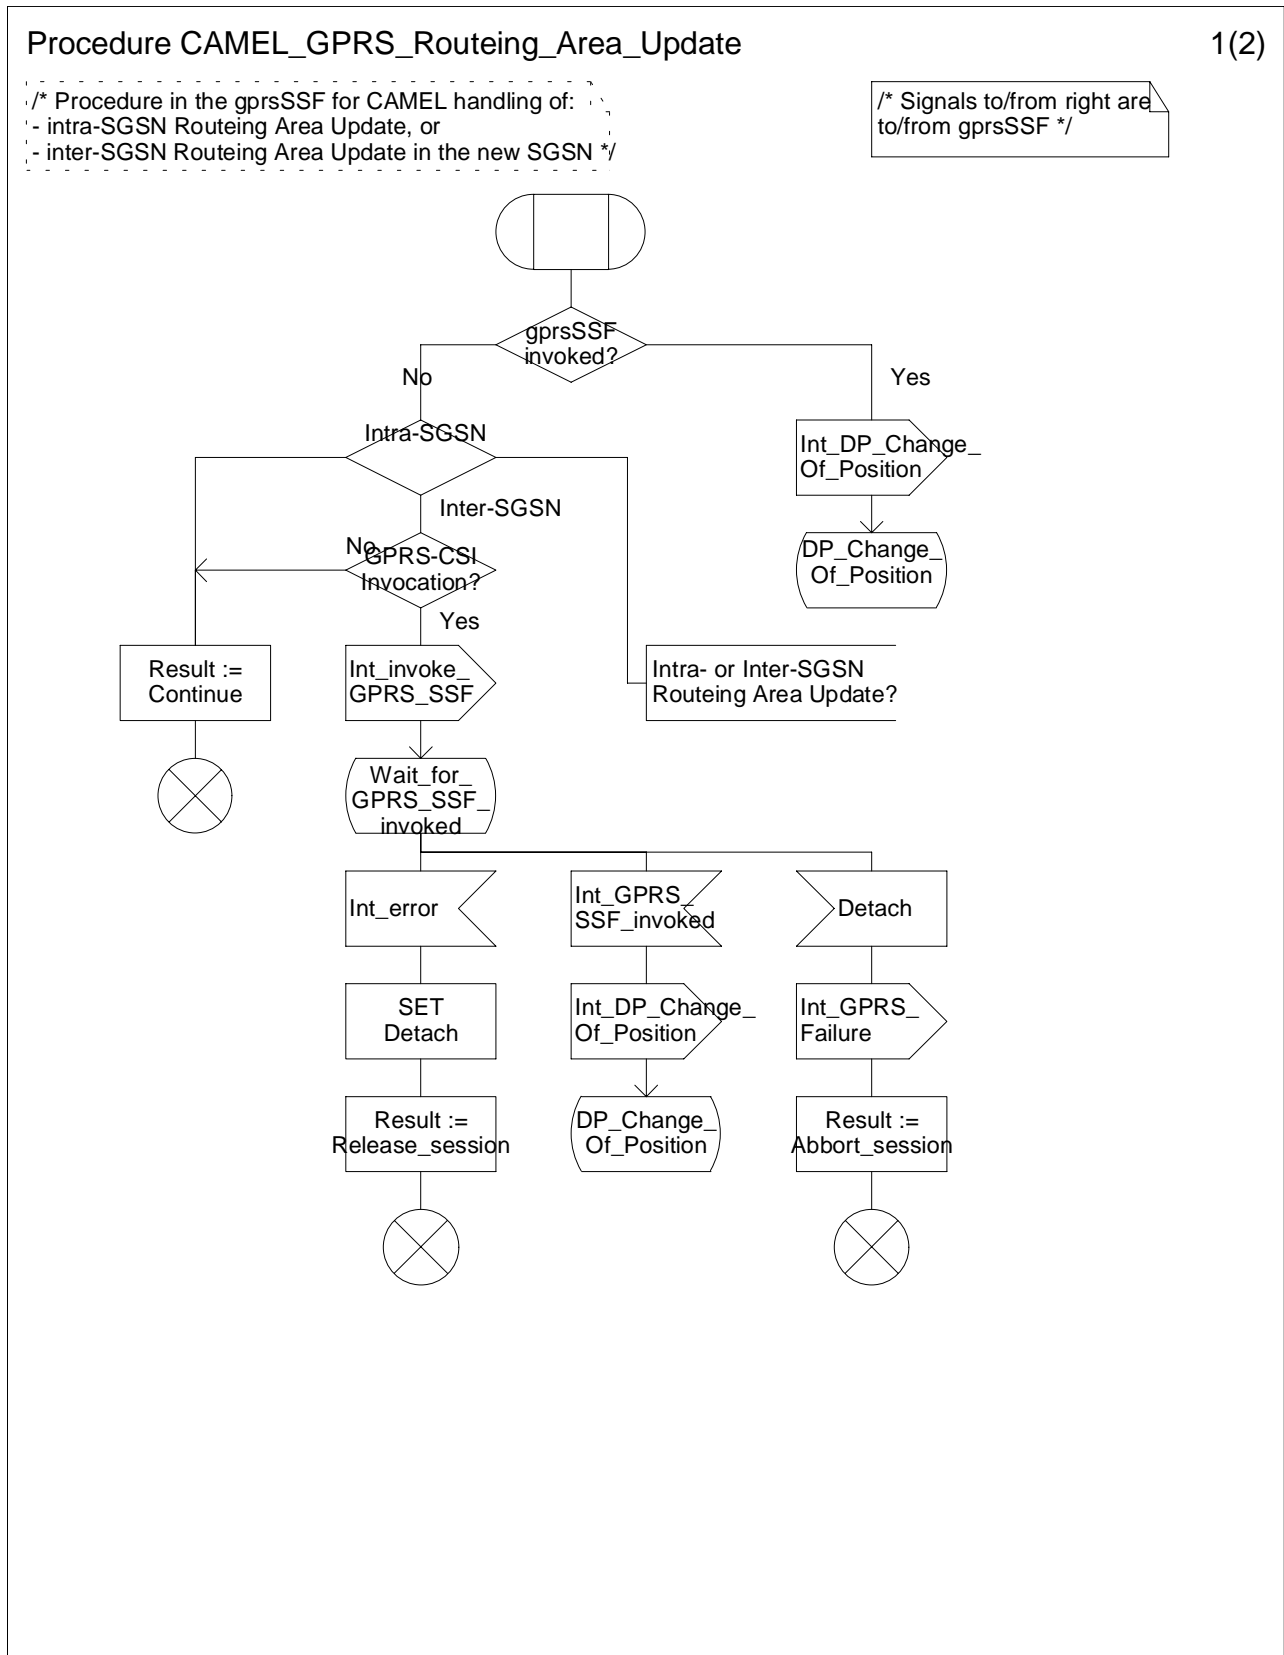 Procedure CAMEL_GPRS_Routeing_Area_Update
1(2)
/* Procedure in the gprsSSF for CAMEL handling of:
- intra-SGSN Routeing Area Update, or
- inter-SGSN Routeing Area Update in the new SGSN */
/* Signals to/from right are
to/from gprsSSF */
gprsSSF
invoked?
No
Yes
Intra-SGSN
Int_DP_Change_
Of_Position
Inter-SGSN
No
GPRS-CSI
Invocation?
DP_Change_
Of_Position
Yes
Result :=
Continue
Int_invoke_
GPRS_SSF
Intra- or Inter-SGSN
Routeing Area Update?
Wait_for_
GPRS_SSF_
invoked
Int_error
Int_GPRS_
SSF_invoked
Detach
SET
Detach
Int_DP_Change_
Of_Position
Int_GPRS_
Failure
Result :=
Release_session
DP_Change_
Of_Position
Result :=
Abbort_session